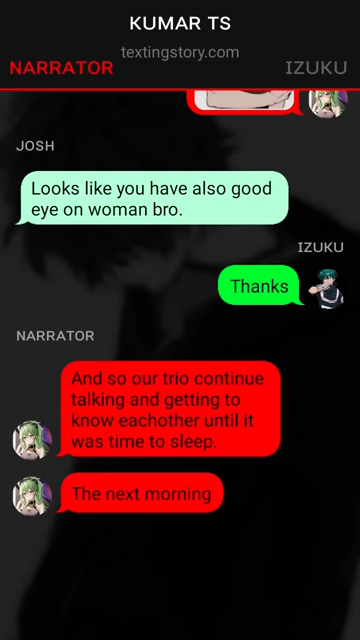 KUMAR TS
textingstory.com
NARRATOR
IZUKU
JOSH
Looks like you have also good
eye on woman bro.
IZUKU
Thanks
NARRATOR
And so our trio continue
talking and getting to
know eachother until it
was time to sleep.
The next morning